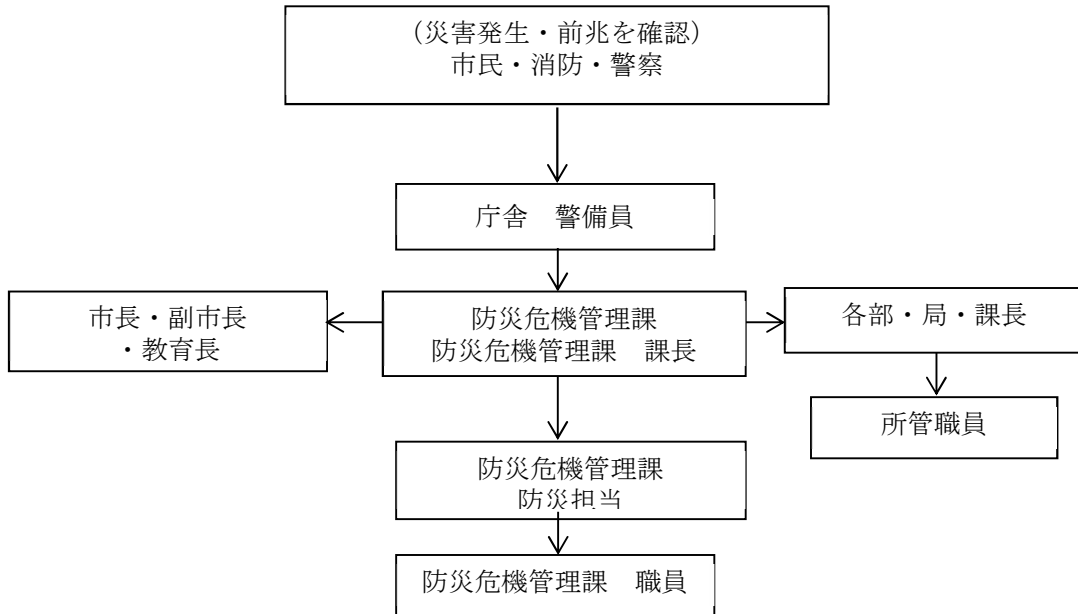 （災害発生・前兆を確認）
市民・消防・警察
庁舎　警備員
市長・副市長
・教育長
防災危機管理課
防災危機管理課　課長
各部・局・課長
所管職員
防災危機管理課
防災担当
防災危機管理課　職員